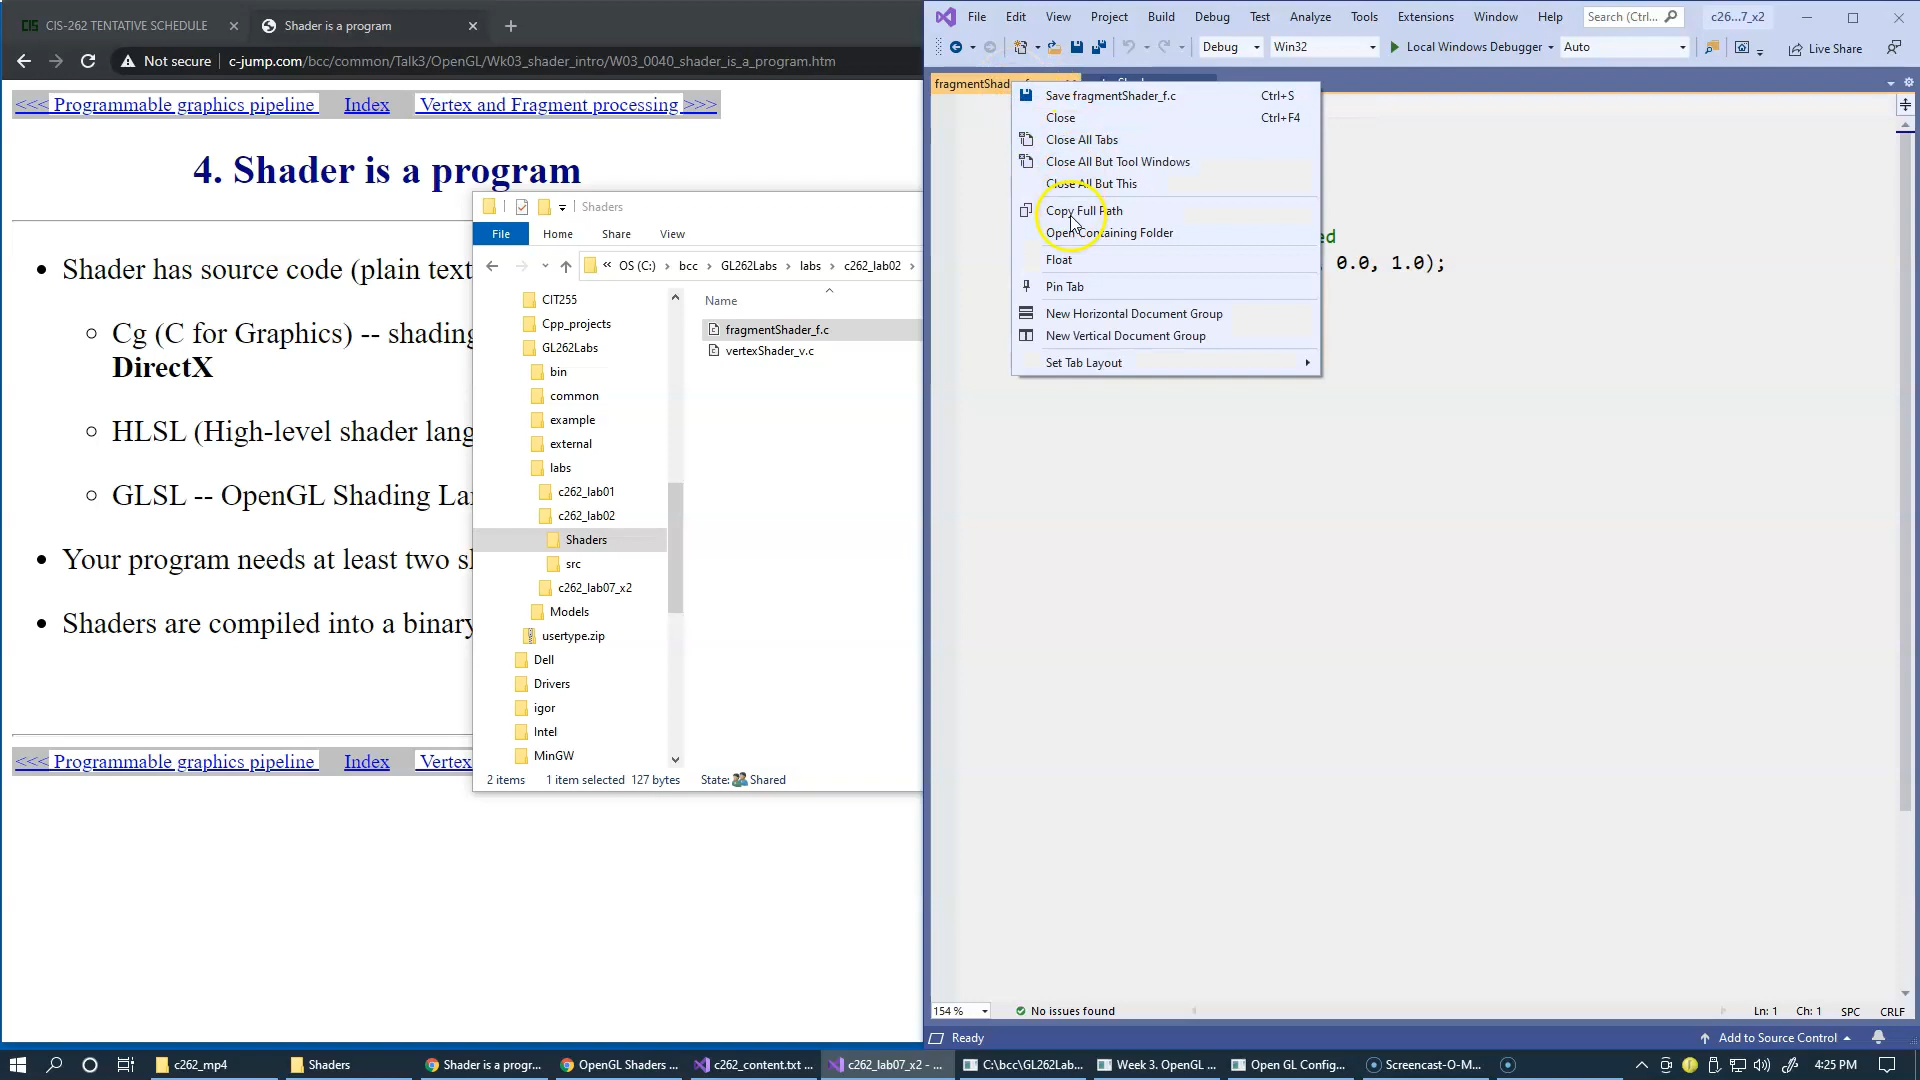 CIS-262 TENTATIVE SCHEDULE
Shader is a program
Not secure
c-jump.com/bcc/common/Talk3/OpenGL/Wk03_shader_intro/W03_0040_shader_is_a_program.htm
<<< Programmable graphics pipeline
Index
Vertex and Fragment processing >>>
4. Shader is a program
Shader has source code (plain text
Cg (C for Graphics) -- shading
DirectX
HLSL (High-level shader lang
GLSL -- OpenGL Shading La
Your program needs at least two s
Shaders are compiled into a binary
<<< Programmable graphics pipeline
Index
Vertex
Shaders
File
Home
Share
View
« OS (C:) › bcc › GL262Labs › labs › c262_lab02 ›
CIT255
Cpp_projects
GL262Labs
bin
common
example
external
labs
c262_lab01
c262_lab02
Shaders
src
c262_lab07_x2
Models
usertype.zip
Dell
Drivers
igor
Intel
MinGW
Name
fragmentShader_f.c
vertexShader_v.c
2 items
1 item selected 127 bytes
State: Shared
File
Edit
View
Project
Build
Debug
Test
Analyze
Tools
Extensions
Window
Help
Search (Ctrl...
c26...7_x2
Debug
Win32
Local Windows Debugger
Auto
Live Share
fragmentShad
Save fragmentShader_f.c Ctrl+S
Close Ctrl+F4
Close All Tabs
Close All But Tool Windows
Close All But This
Copy Full Path
Open Containing Folder
Float
Pin Tab
New Horizontal Document Group
New Vertical Document Group
Set Tab Layout
ed
, 0.0, 1.0);
154 %
No issues found
Ln: 1
Ch: 1
SPC
CRLF
Ready
Add to Source Control
c262_mp4
Shaders
Shader is a progr...
OpenGL Shaders ...
c262_content.txt ...
c262_lab07_x2 - ...
C:\bcc\GL262Lab...
Week 3. OpenGL ...
Open GL Config...
Screencast-O-M...
4:25 PM